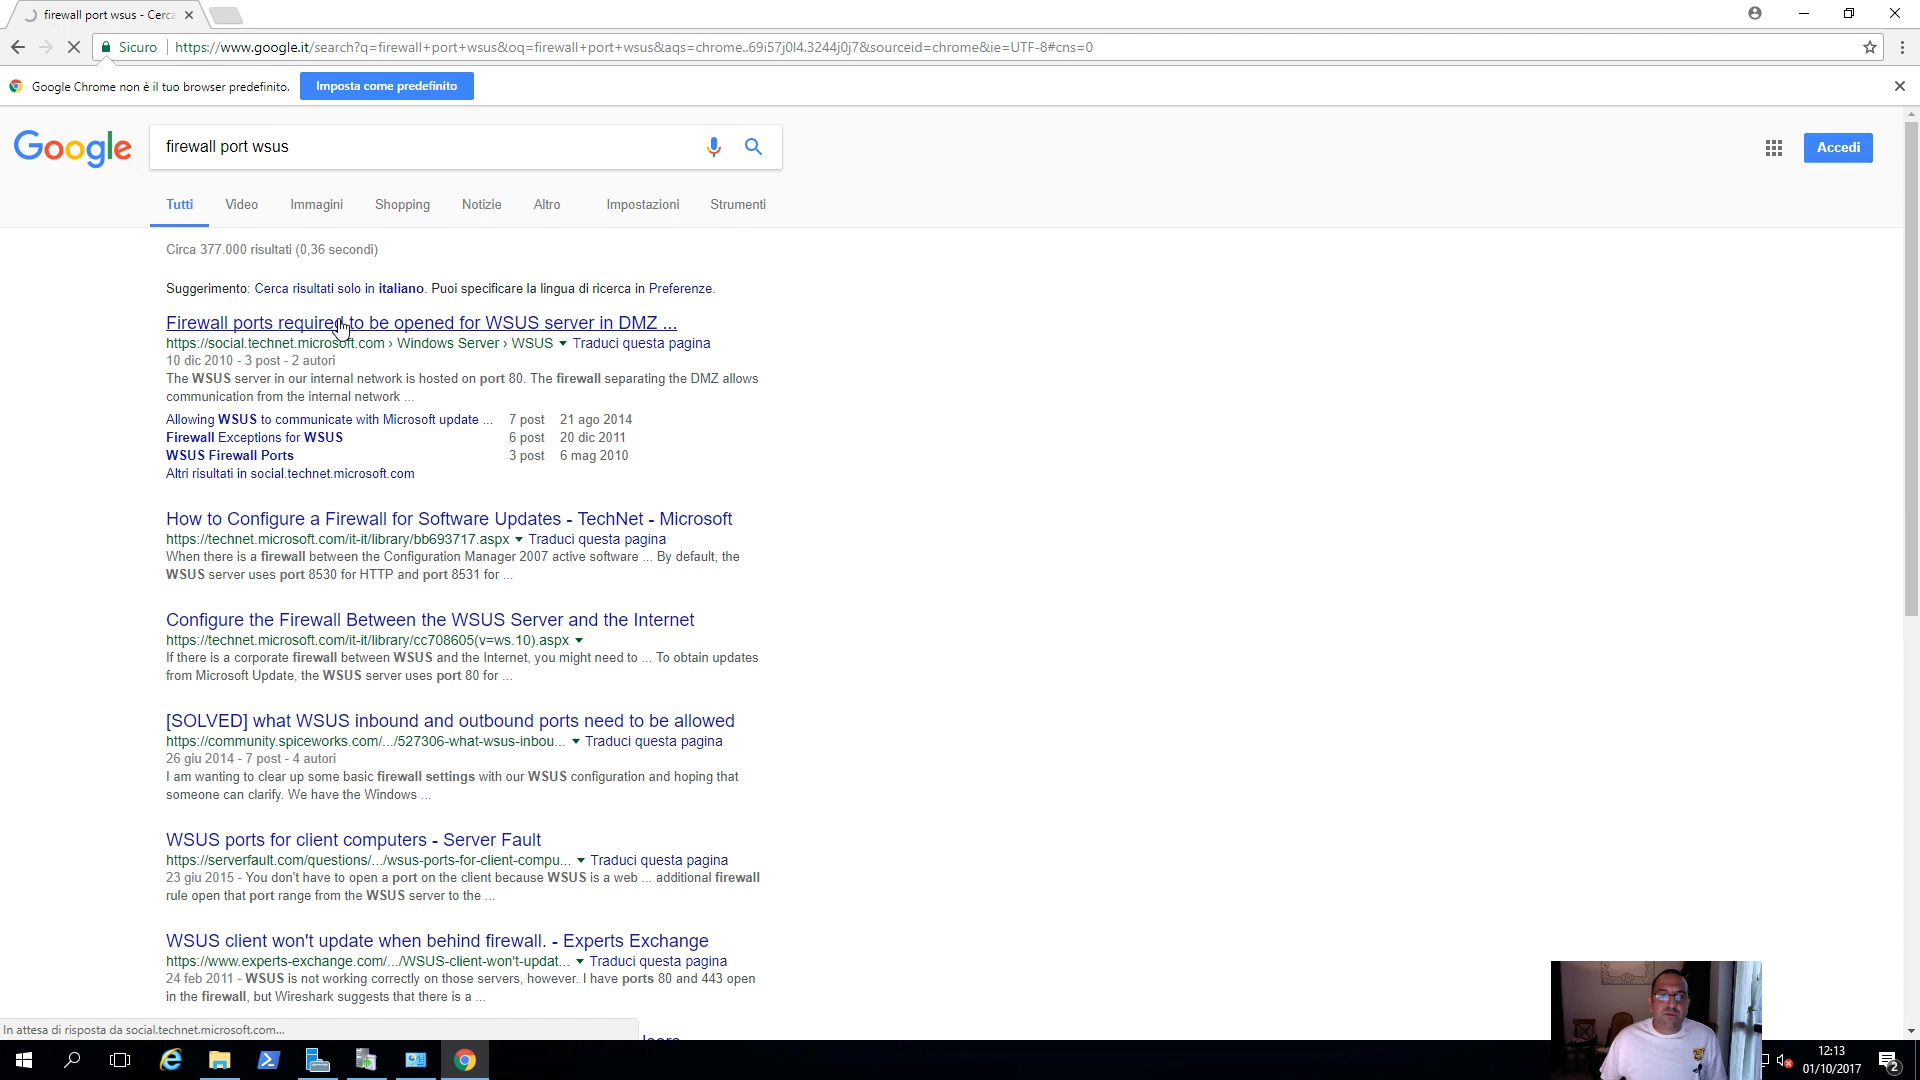 firewall port wsus - Cerca
Sicuro https://www.google.it/search?q=firewall+port+wsus&oq=firewall+port+wsus&aqs=chrome..69i57j0l4.3244j0j7&sourceid=chrome&ie=UTF-8#cns=0
Google Chrome non è il tuo browser predefinito. Imposta come predefinito
Google firewall port wsus Accedi
Tutti Video Immagini Shopping Notizie Altro Impostazioni Strumenti
Circa 377.000 risultati (0,36 secondi)
Suggerimento: Cerca risultati solo in italiano. Puoi specificare la lingua di ricerca in Preferenze.
Firewall ports required to be opened for WSUS server in DMZ ...
https://social.technet.microsoft.com › Windows Server › WSUS Traduci questa pagina
10 dic 2010 - 3 post - 2 autori
The WSUS server in our internal network is hosted on port 80. The firewall separating the DMZ allows
communication from the internal network ...
Allowing WSUS to communicate with Microsoft update ... 7 post 21 ago 2014
Firewall Exceptions for WSUS 6 post 20 dic 2011
WSUS Firewall Ports 3 post 6 mag 2010
Altri risultati in social.technet.microsoft.com
How to Configure a Firewall for Software Updates - TechNet - Microsoft
https://technet.microsoft.com/it-it/library/bb693717.aspx Traduci questa pagina
When there is a firewall between the Configuration Manager 2007 active software ... By default, the
WSUS server uses port 8530 for HTTP and port 8531 for ...
Configure the Firewall Between the WSUS Server and the Internet
https://technet.microsoft.com/it-it/library/cc708605(v=ws.10).aspx
If there is a corporate firewall between WSUS and the Internet, you might need to ... To obtain updates
from Microsoft Update, the WSUS server uses port 80 for ...
[SOLVED] what WSUS inbound and outbound ports need to be allowed
https://community.spiceworks.com/.../527306-what-wsus-inbou... Traduci questa pagina
26 giu 2014 - 7 post - 4 autori
I am wanting to clear up some basic firewall settings with our WSUS configuration and hoping that
someone can clarify. We have the Windows ...
WSUS ports for client computers - Server Fault
https://serverfault.com/questions/.../wsus-ports-for-client-compu... Traduci questa pagina
23 giu 2015 - You don't have to open a port on the client because WSUS is a web ... additional firewall
rule open that port range from the WSUS server to the ...
WSUS client won't update when behind firewall. - Experts Exchange
https://www.experts-exchange.com/.../WSUS-client-won't-updat... Traduci questa pagina
24 feb 2011 - WSUS is not working correctly on those servers, however. I have ports 80 and 443 open
in the firewall, but Wireshark suggests that there is a ...
In attesa di risposta da social.technet.microsoft.com...
12:13
01/10/2017
2